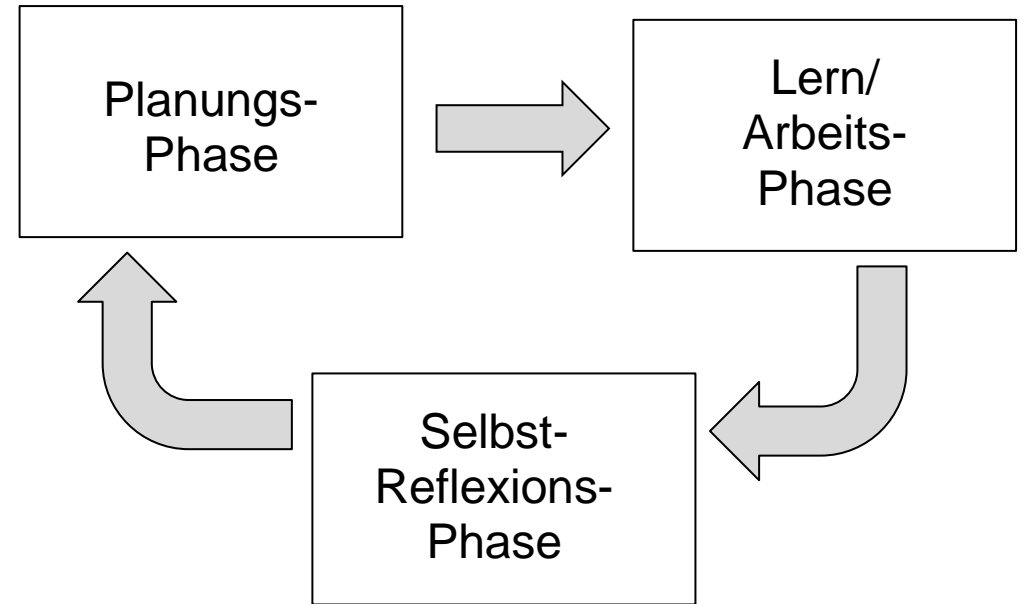 Planungs-
Phase
Lern/
Arbeits-
Phase
Selbst-
Reflexions-
Phase